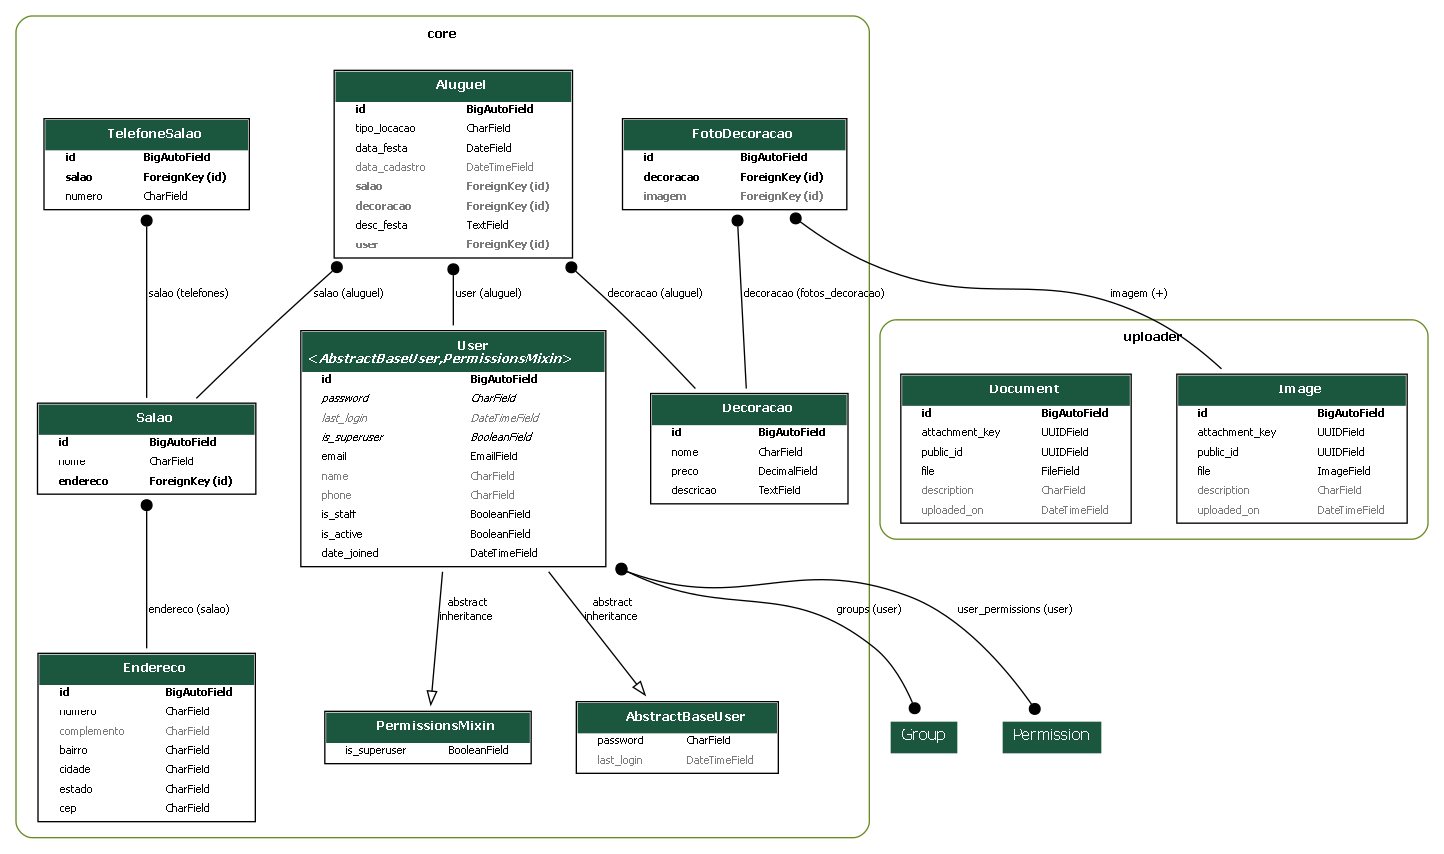 core
Aluguel
id BigAutoField
tipo_locacao CharField
data_festa DateField
data_cadastro DateTimeField
salao ForeignKey (id)
decoracao ForeignKey (id)
desc_festa TextField
user ForeignKey (id)
TelefoneSalao
id BigAutoField
salao ForeignKey (id)
numero CharField
FotoDecoracao
id BigAutoField
decoracao ForeignKey (id)
imagem ForeignKey (id)
salao (telefones)
salao (aluguel)
user (aluguel)
decoracao (aluguel)
decoracao (fotos_decoracao)
imagem (+)
User
<AbstractBaseUser,PermissionsMixin>
id BigAutoField
password CharField
last_login DateTimeField
is_superuser BooleanField
email EmailField
name CharField
phone CharField
is_staff BooleanField
is_active BooleanField
date_joined DateTimeField
Salao
id BigAutoField
nome CharField
endereco ForeignKey (id)
Decoracao
id BigAutoField
nome CharField
preco DecimalField
descricao TextField
uploader
Document
id BigAutoField
attachment_key UUIDField
public_id UUIDField
file FileField
description CharField
uploaded_on DateTimeField
Image
id BigAutoField
attachment_key UUIDField
public_id UUIDField
file ImageField
description CharField
uploaded_on DateTimeField
endereco (salao)
abstract
inheritance
abstract
inheritance
groups (user)
user_permissions (user)
Endereco
id BigAutoField
numero CharField
complemento CharField
bairro CharField
cidade CharField
estado CharField
cep CharField
PermissionsMixin
is_superuser BooleanField
AbstractBaseUser
password CharField
last_login DateTimeField
Group
Permission